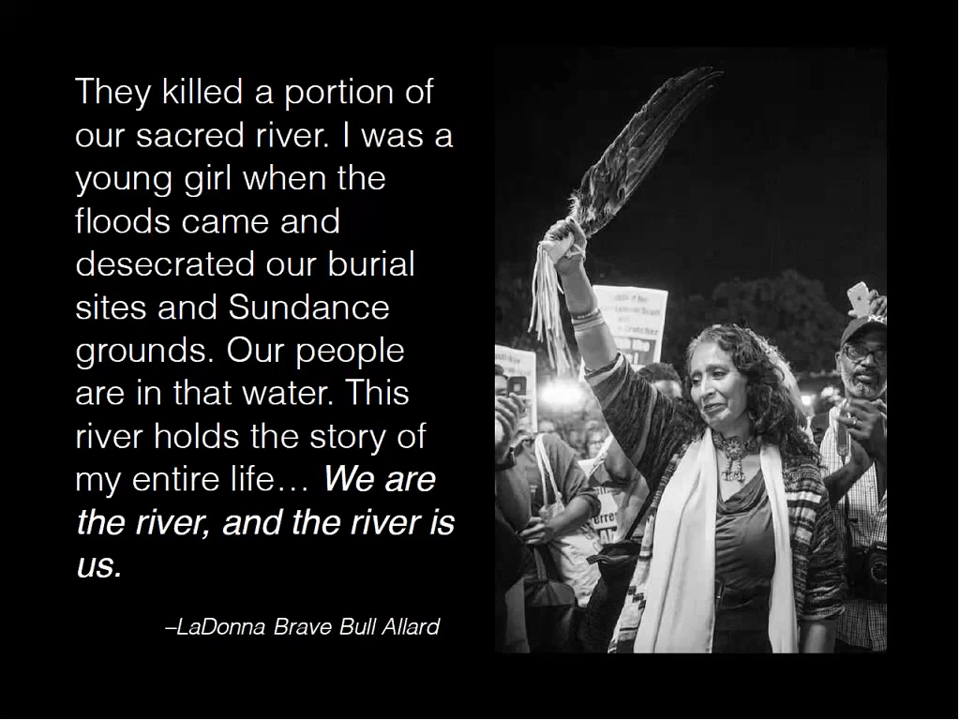 They killed a portion of
our sacred river. I was a
young girl when the
floods came and
desecrated our burial
sites and Sundance
grounds. Our people
are in that water. This
river holds the story of
my entire life… We are
the river, and the river is
us.
–LaDonna Brave Bull Allard